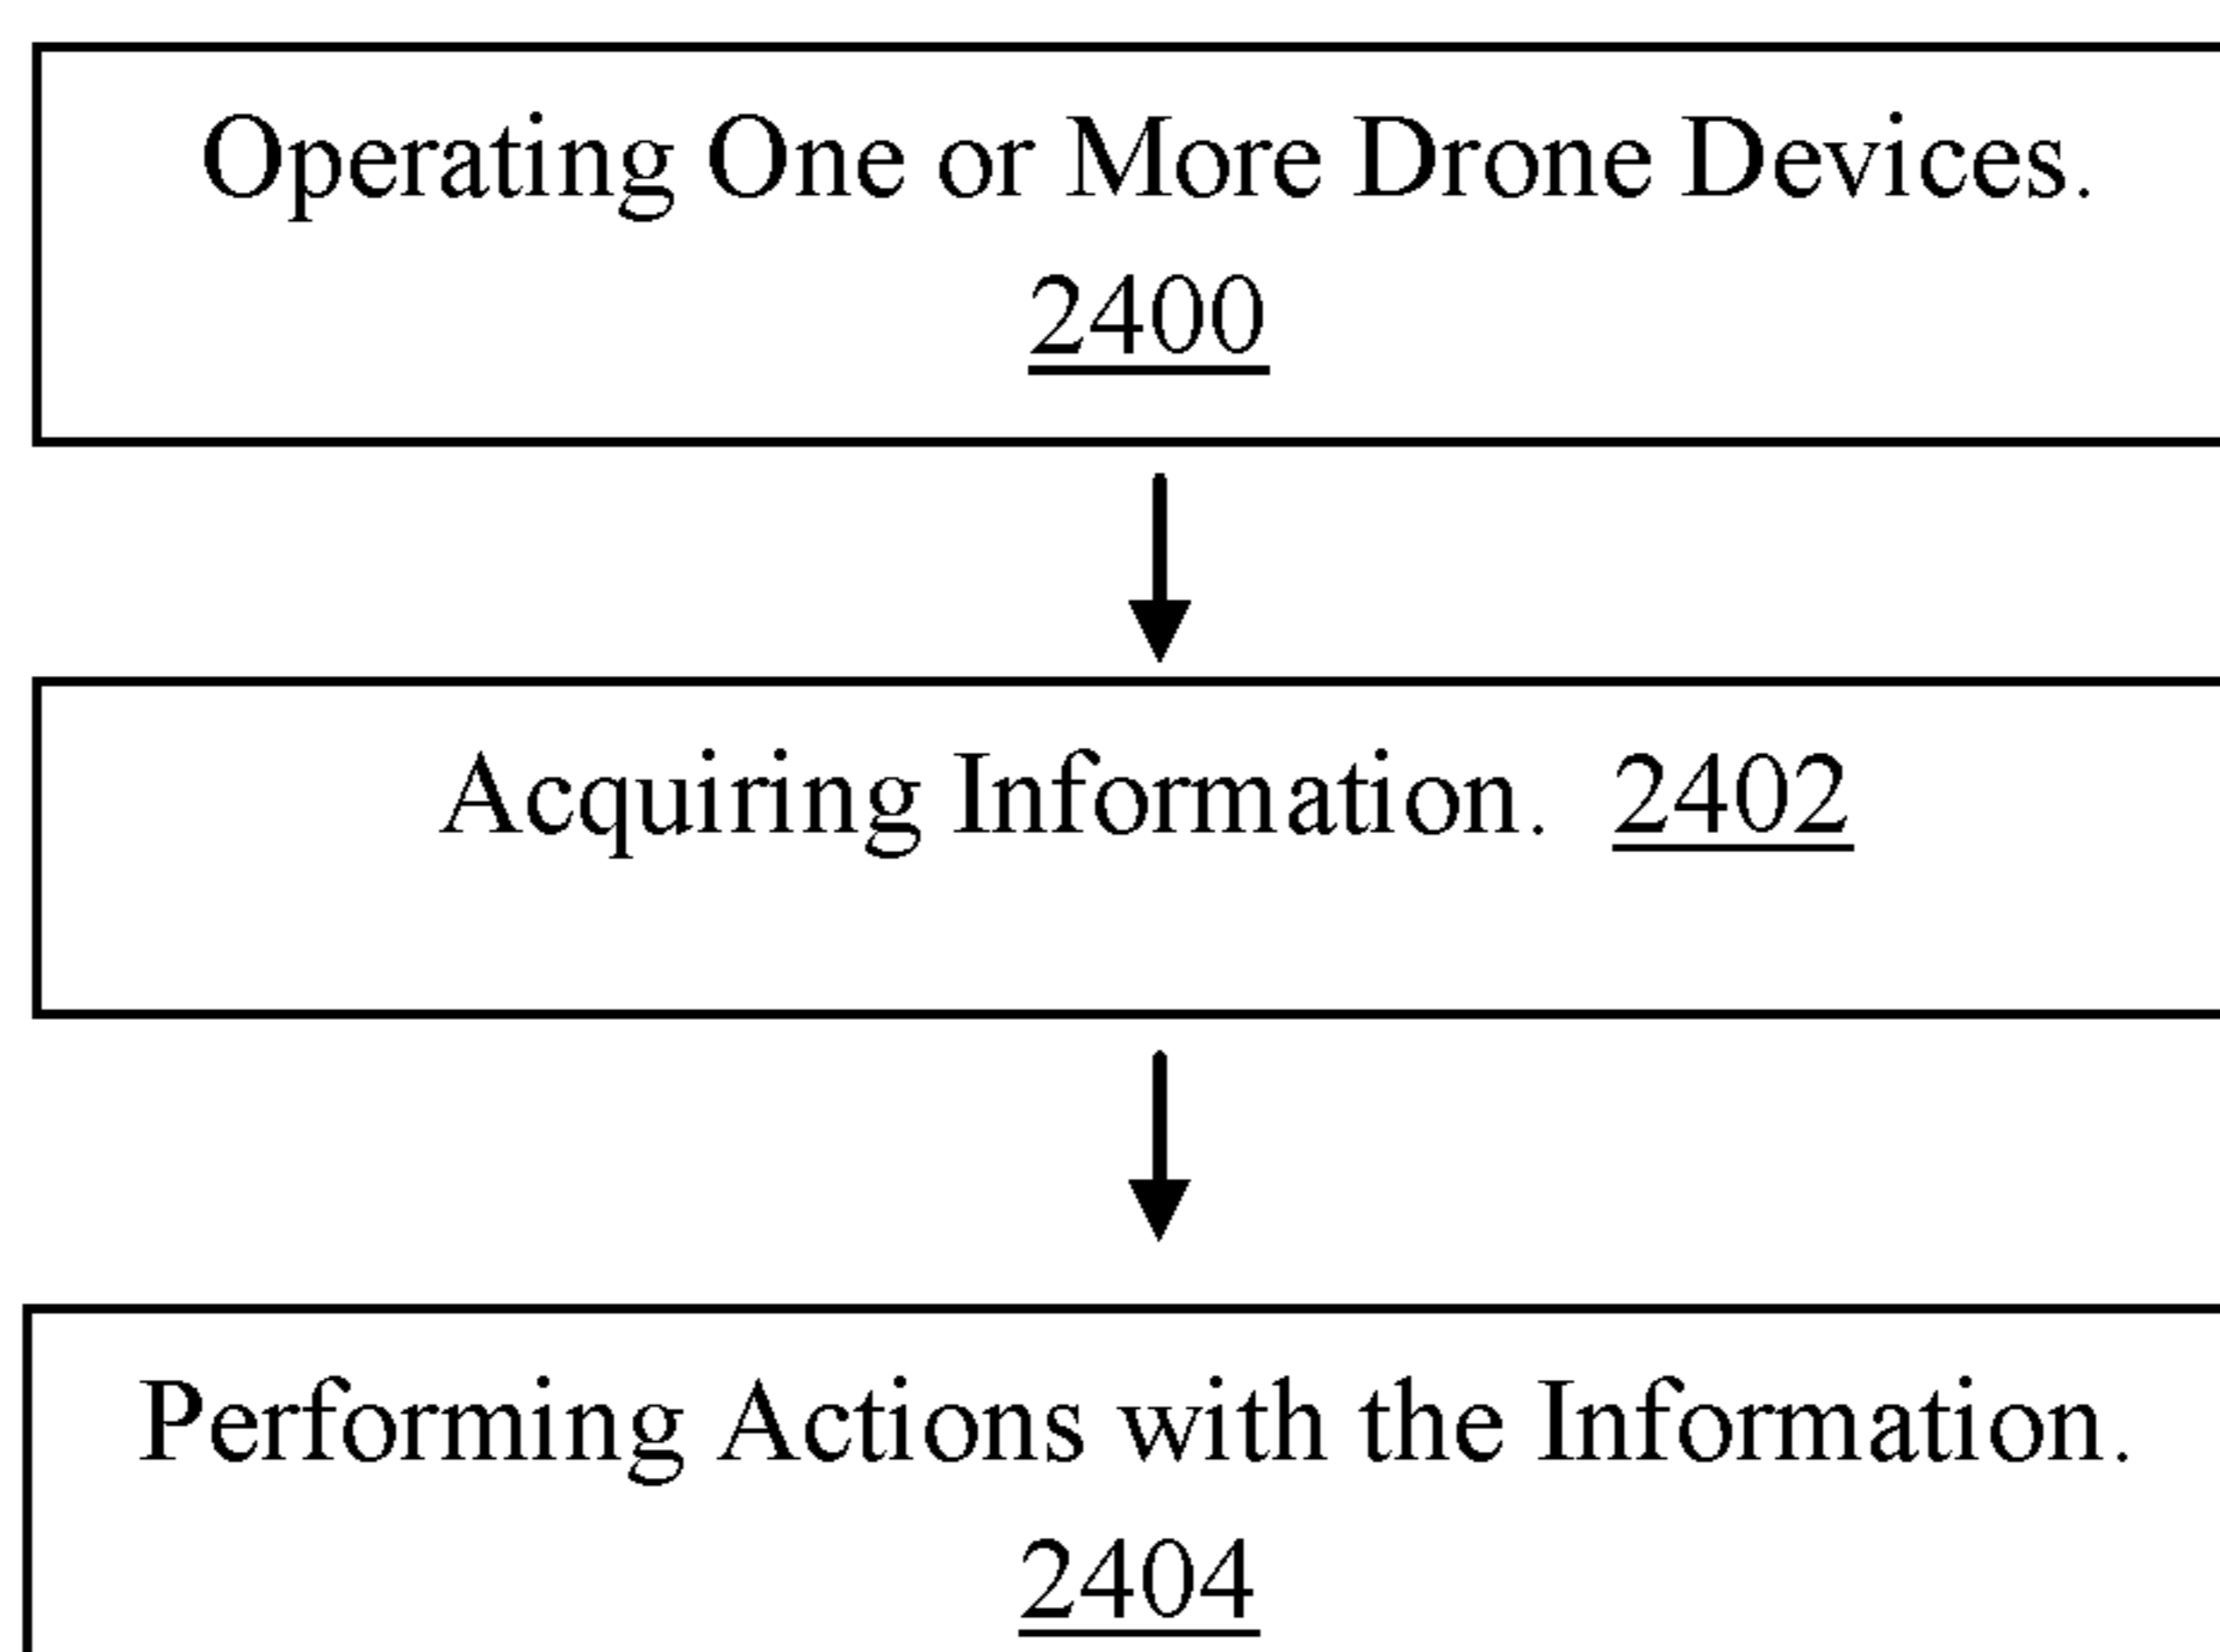 Operating One or More Drone Devices.
2400
Acquiring Information. 2402
Performing Actions with the Information.
2404